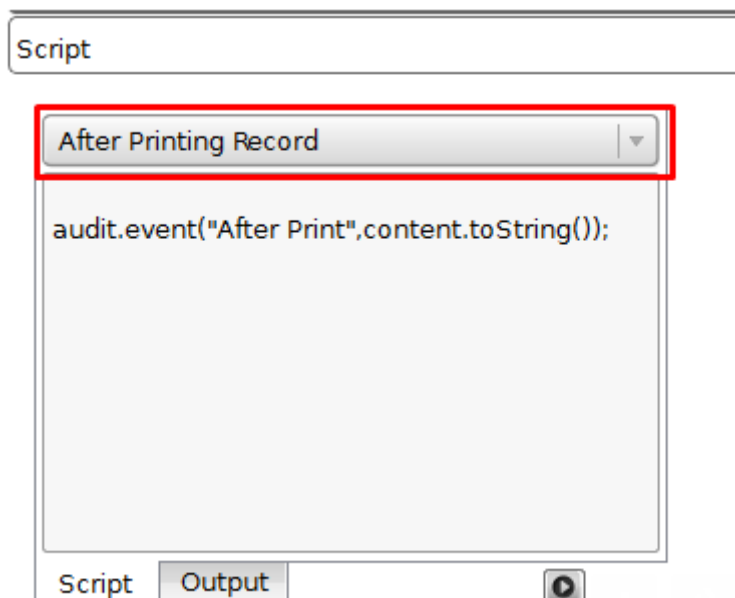 Script
After Printing Record
audit.event("After Print",content.toString());
Script Output